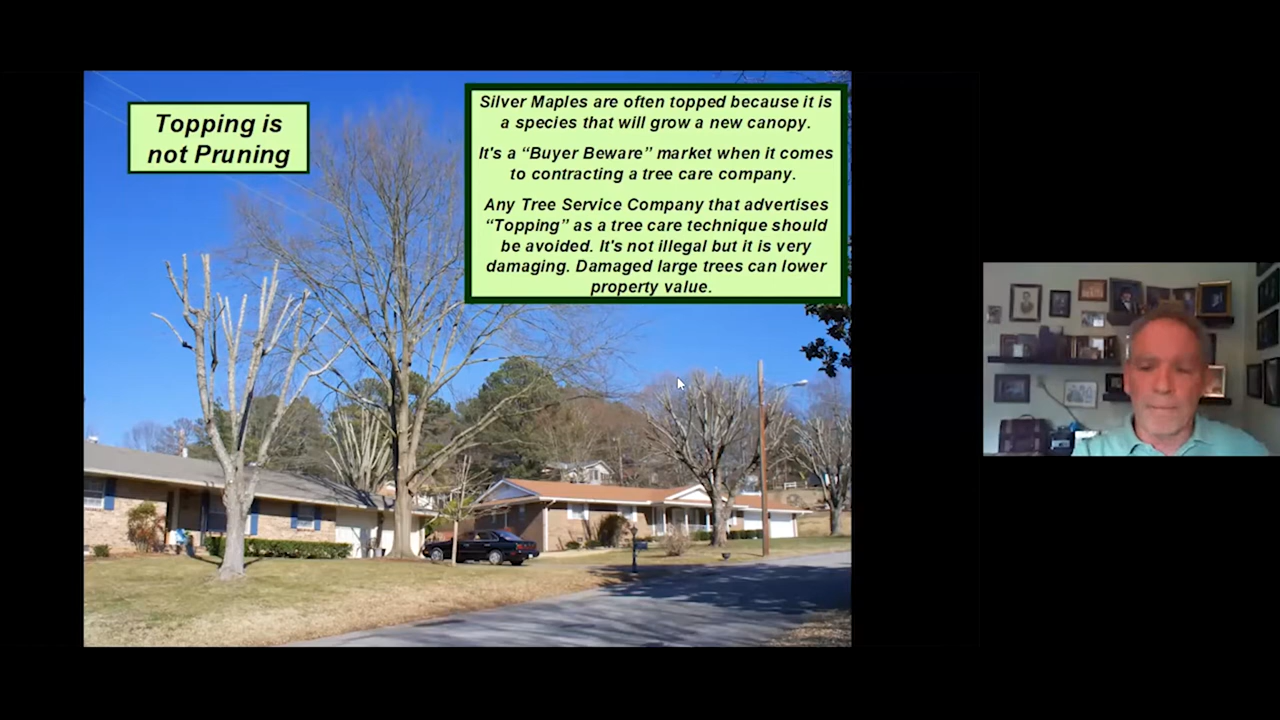 Topping is
not Pruning
Silver Maples are often topped because it is
a species that will grow a new canopy.
It's a “Buyer Beware” market when it comes
to contracting a tree care company.
Any Tree Service Company that advertises
“Topping” as a tree care technique should
be avoided. It's not illegal but it is very
damaging. Damaged large trees can lower
property value.